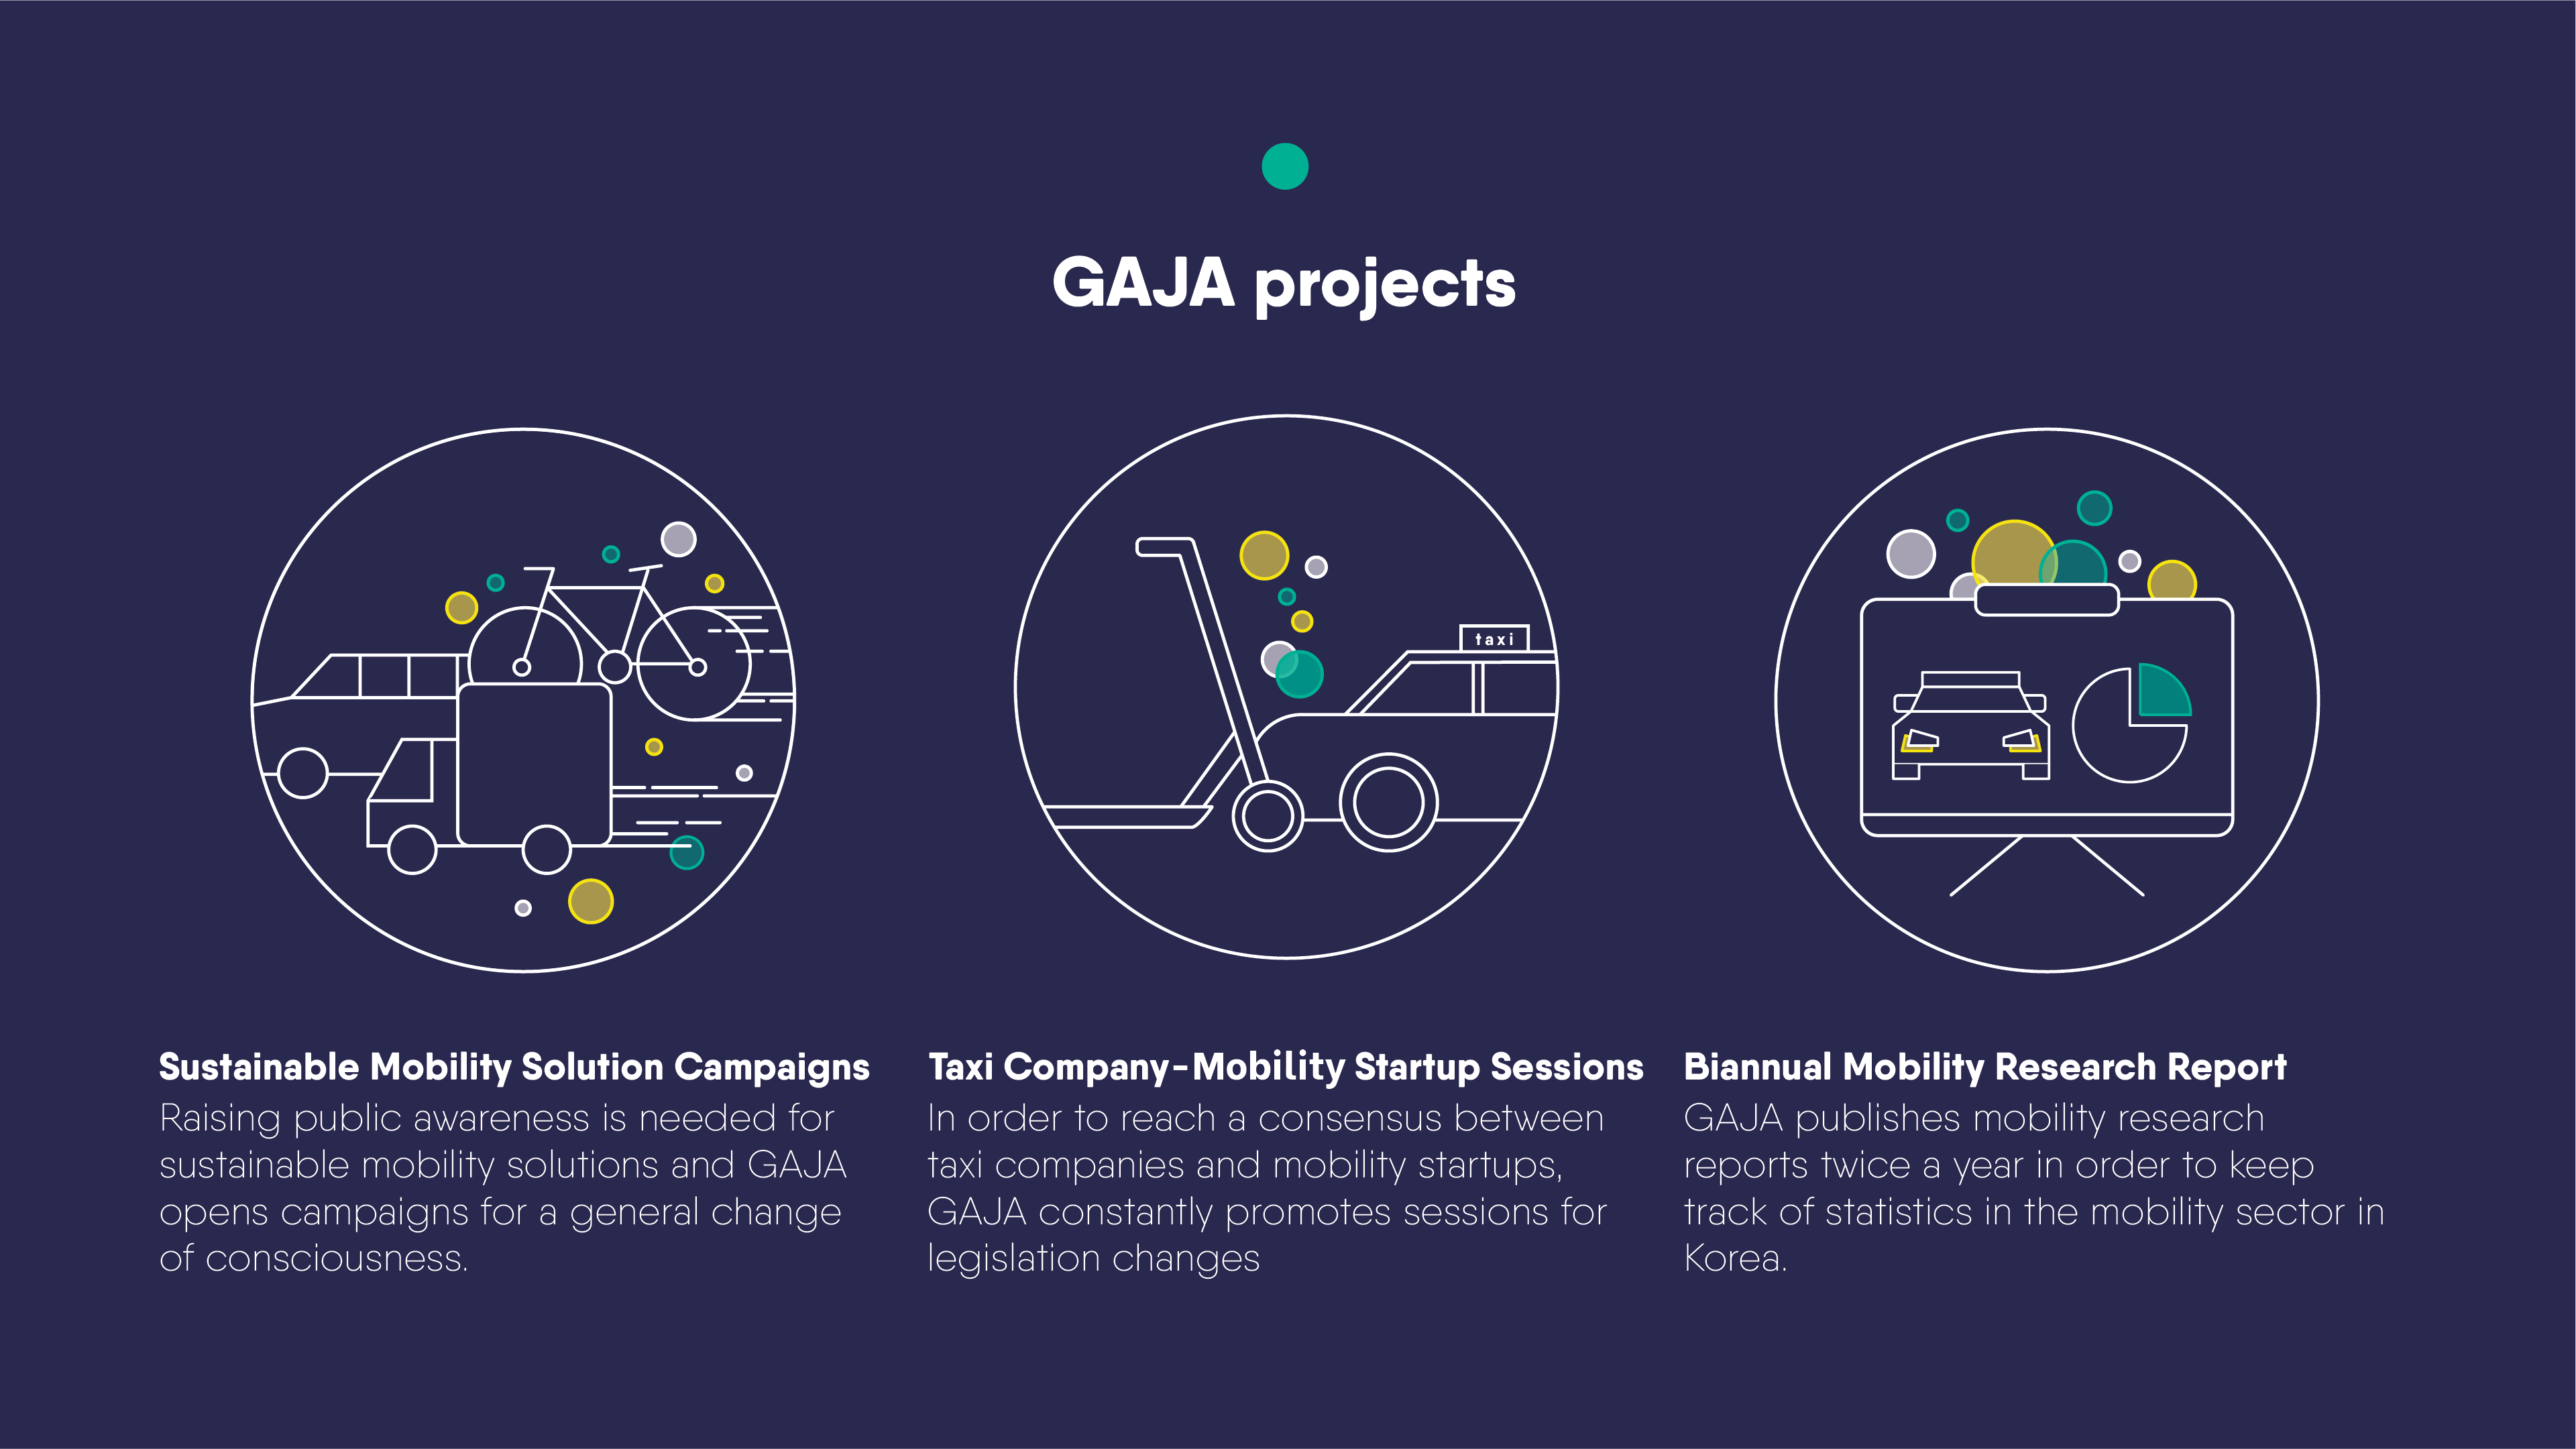 GAJA projects
taxi
Sustainable Mobility Solution Campaigns
Raising public awareness is needed for
sustainable mobility solutions and GAJA
opens campaigns for a general change
of consciousness.
Taxi Company-Mobility Startup Sessions
In order to reach a consensus between
taxi companies and mobility startups,
GAJA constantly promotes sessions for
legislation changes
Biannual Mobility Research Report
GAJA publishes mobility research
reports twice a year in order to keep
track of statistics in the mobility sector in
Korea.